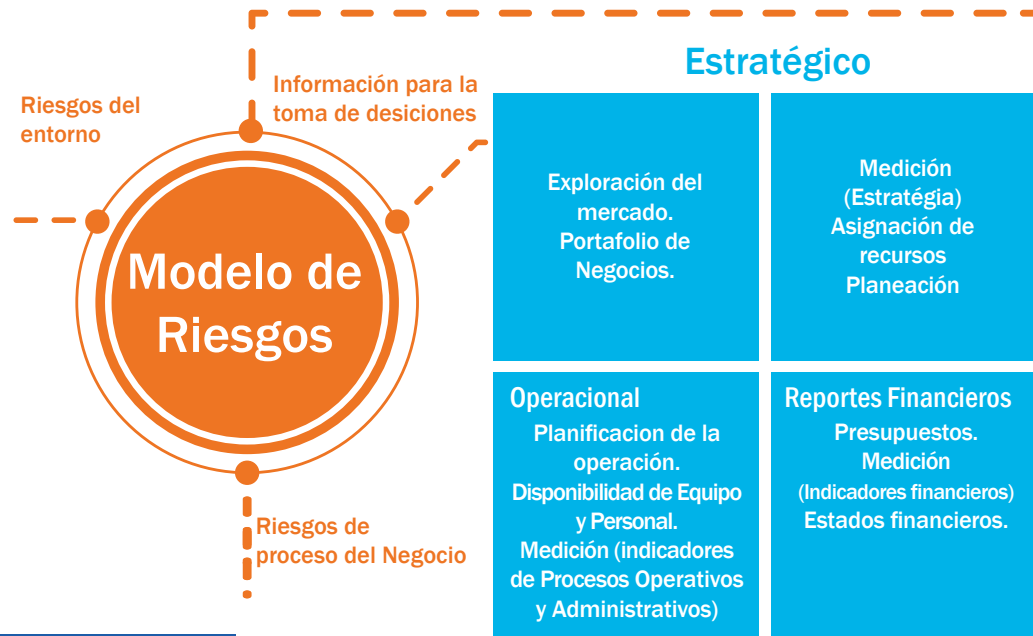 Estratégico
Riesgos del
entorno
Información para la
toma de desiciones
Modelo de
Riesgos
Riesgos de
proceso del Negocio
Exploración del
mercado.
Portafolio de
Negocios.
Medición
(Estratégia)
Asignación de
recursos
Planeación
Operacional
Planificacion de la
operación.
Disponibilidad de Equipo
y Personal.
Medición (indicadores
de Procesos Operativos
y Administrativos)
Reportes Financieros
Presupuestos.
Medición
(Indicadores financieros)
Estados financieros.